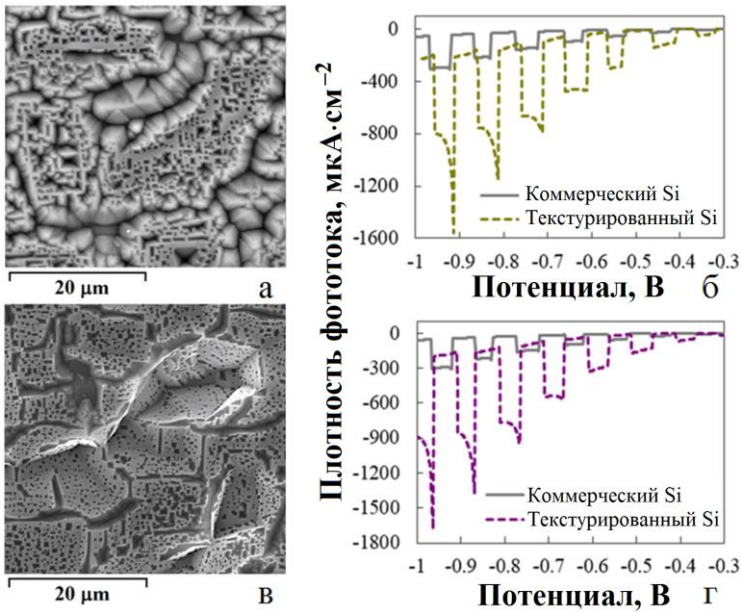 20 µm
а
Плотность фототока, мкА·см⁻²
0
-400
-800
-1200
-1600
Коммерческий Si
Текстурированный Si
-1 -0.9 -0.8 -0.7 -0.6 -0.5 -0.4 -0.3
Потенциал, В
б
20 µm
в
0
-300
-600
-900
-1200
-1500
-1800
Коммерческий Si
Текстурированный Si
-1 -0.9 -0.8 -0.7 -0.6 -0.5 -0.4 -0.3
Потенциал, В
г